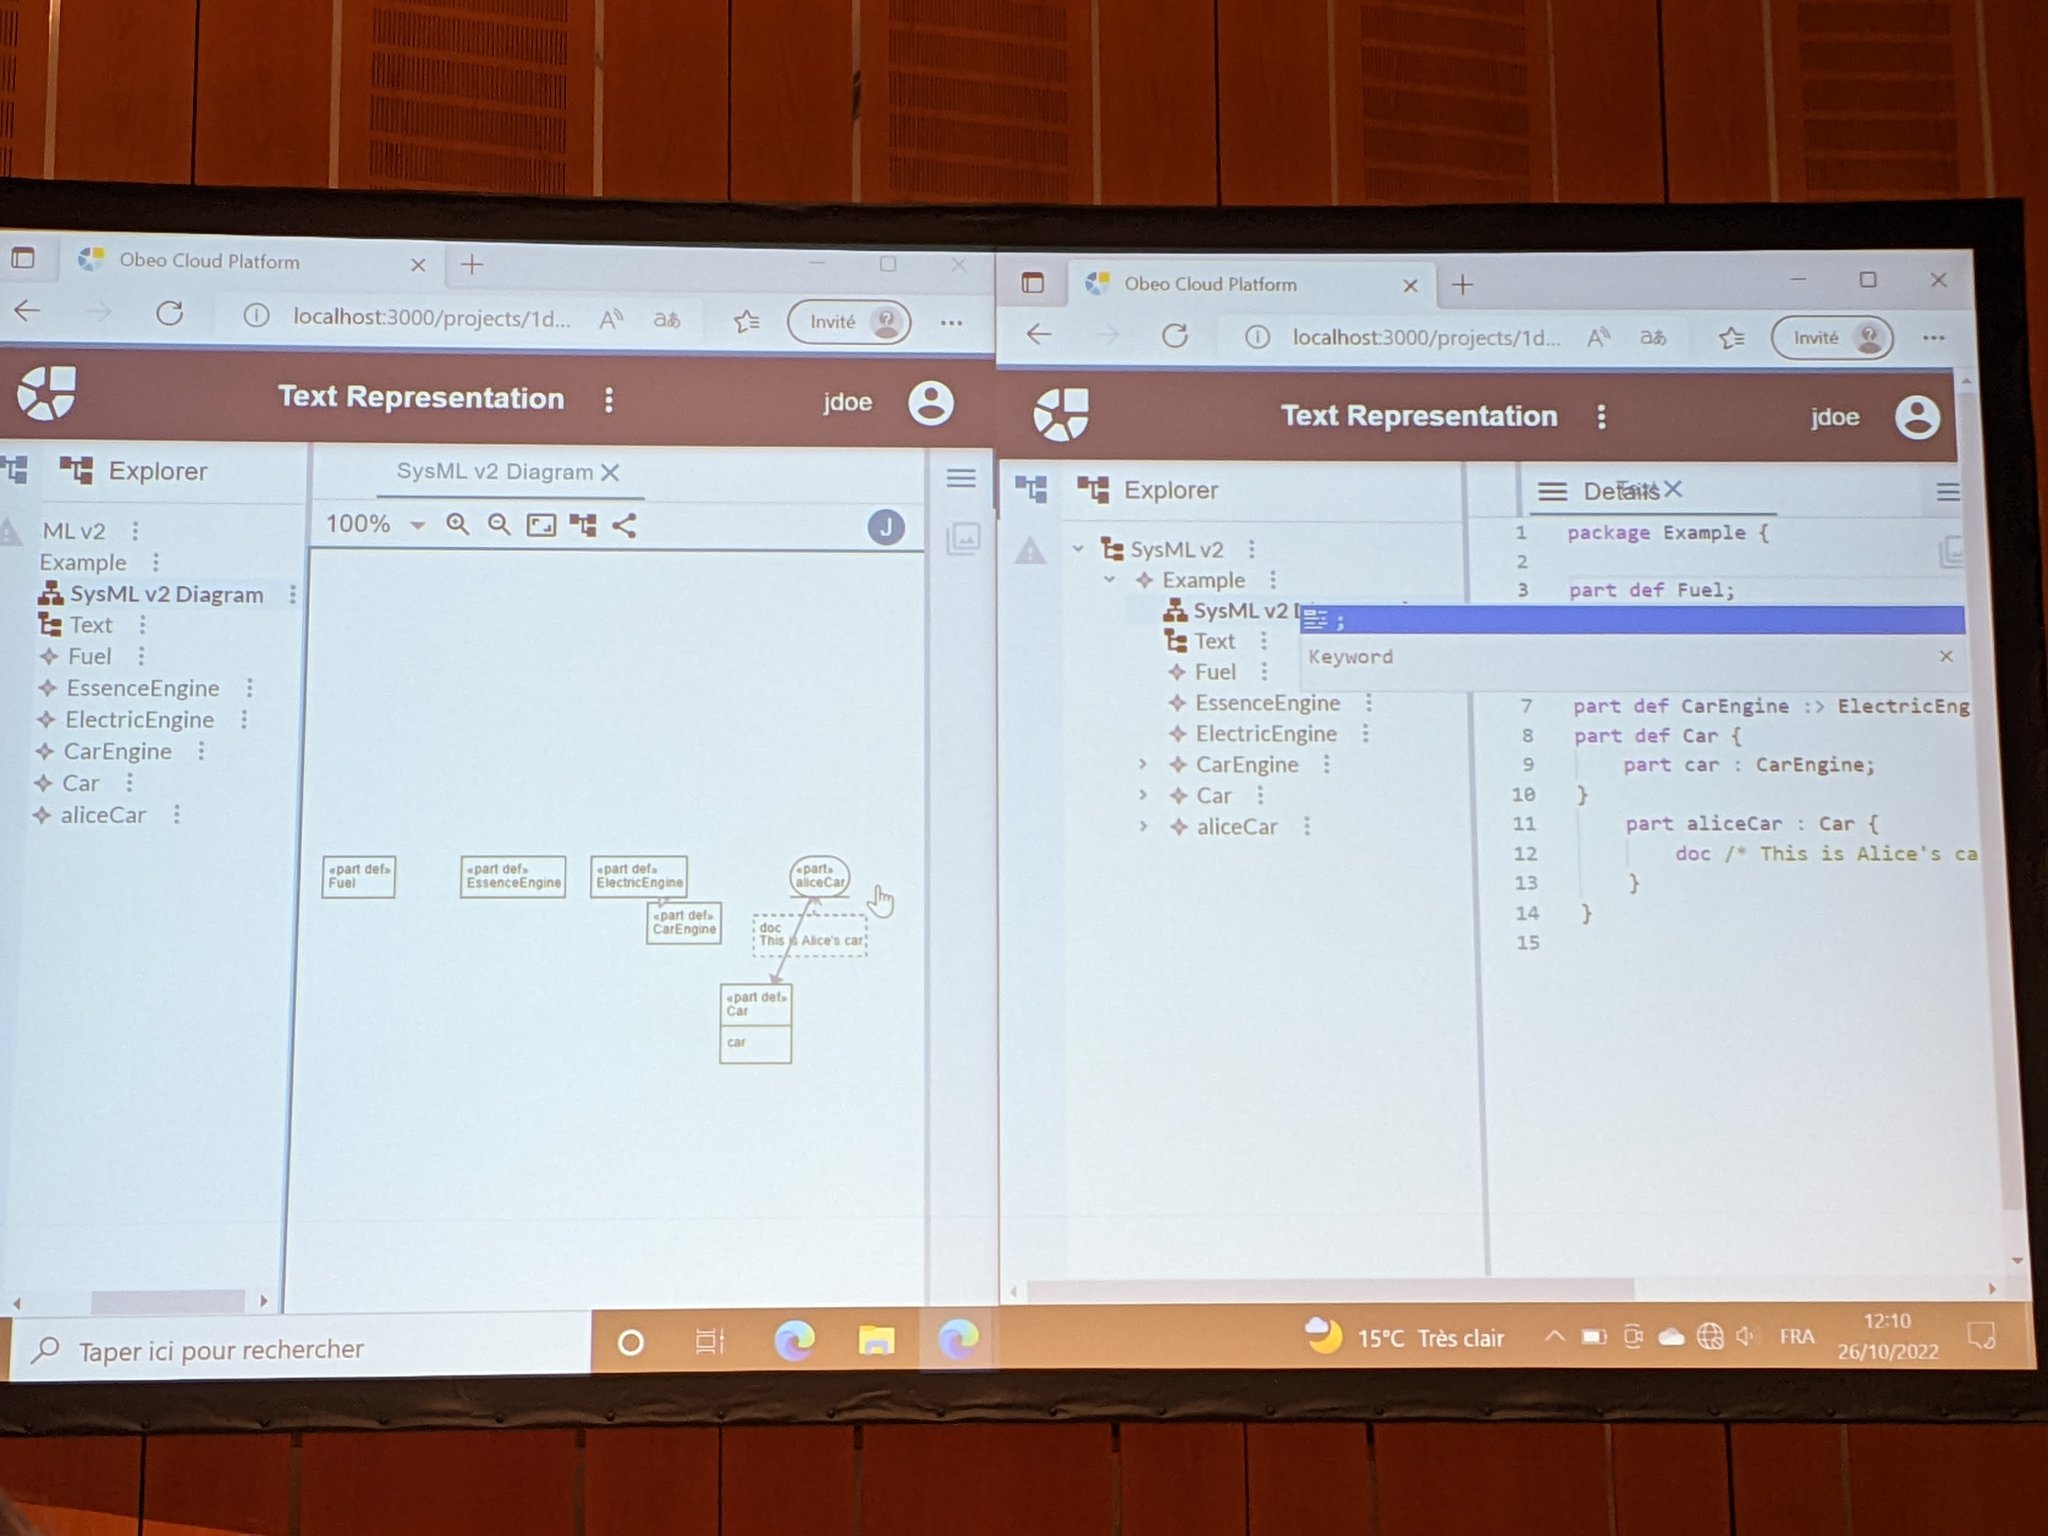 Obeo Cloud Platform
localhost:3000/projects/1d...
Invité
Text Representation
jdoe
Explorer
ML v2
Example
SysML v2 Diagram
Text
Fuel
EssenceEngine
ElectricEngine
CarEngine
Car
aliceCar
SysML v2 Diagram
100%
J
«part def»
Fuel
«part def»
EssenceEngine
«part def»
ElectricEngine
«part»
aliceCar
«part def»
CarEngine
doc
This is Alice's car
«part def»
Car
car
Obeo Cloud Platform
localhost:3000/projects/1d...
Invité
Text Representation
jdoe
Explorer
SysML v2
Example
SysML v2
Text
Fuel
EssenceEngine
ElectricEngine
CarEngine
Car
aliceCar
Details
1 package Example {
2
3 part def Fuel;
;
Keyword
7 part def CarEngine :> ElectricEng
8 part def Car {
9 part car : CarEngine;
10 }
11 part aliceCar : Car {
12 doc /* This is Alice's ca
13 }
14 }
15
Taper ici pour rechercher
15°C Très clair
FRA
12:10
26/10/2022